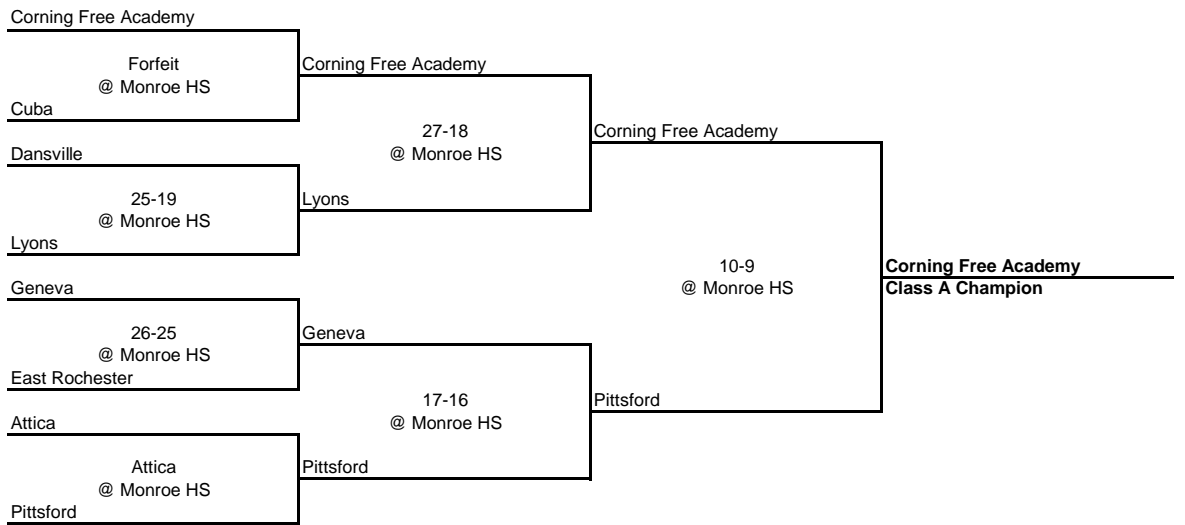 Corning Free Academy
Forfeit
@ Monroe HS
Corning Free Academy
Cuba
27-18
@ Monroe HS
Corning Free Academy
Dansville
25-19
@ Monroe HS
Lyons
Lyons
10-9
@ Monroe HS
Corning Free Academy
Class A Champion
Geneva
26-25
@ Monroe HS
Geneva
East Rochester
17-16
@ Monroe HS
Pittsford
Attica
Attica
@ Monroe HS
Pittsford
Pittsford